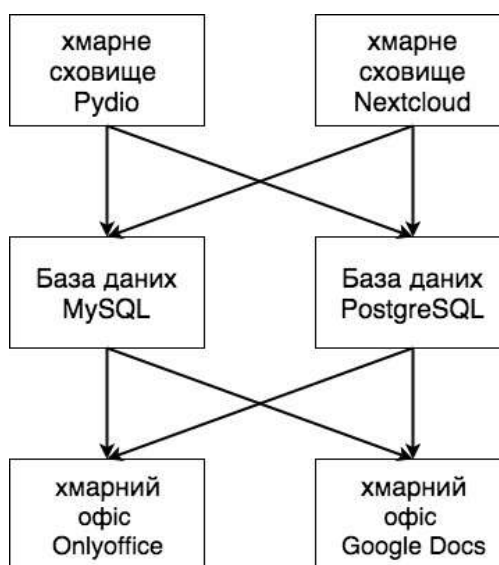 хмарне
сховище
Pydio
хмарне
сховище
Nextcloud
База даних
MySQL
База даних
PostgreSQL
хмарний
офіс
Onlyoffice
хмарний
офіс
Google Docs